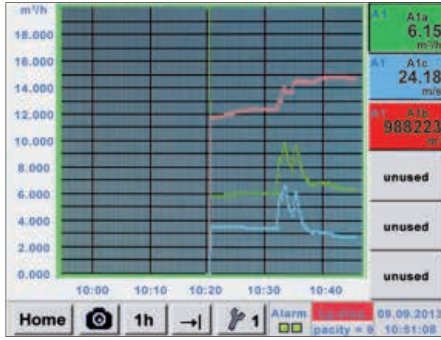 m³/h
18.000
16.000
14.000
12.000
10.000
8.000
6.000
4.000
2.000
0.000
10:00 10:10 10:20 10:30 10:40
A1 A1a
6.15
m³/h
A1 A1c
24.18
m/s
A1 A1b
988223
m³
unused
unused
unused
Home 1h →| 1
Alarm
pacity = 9
09.09.2013
10:51:08